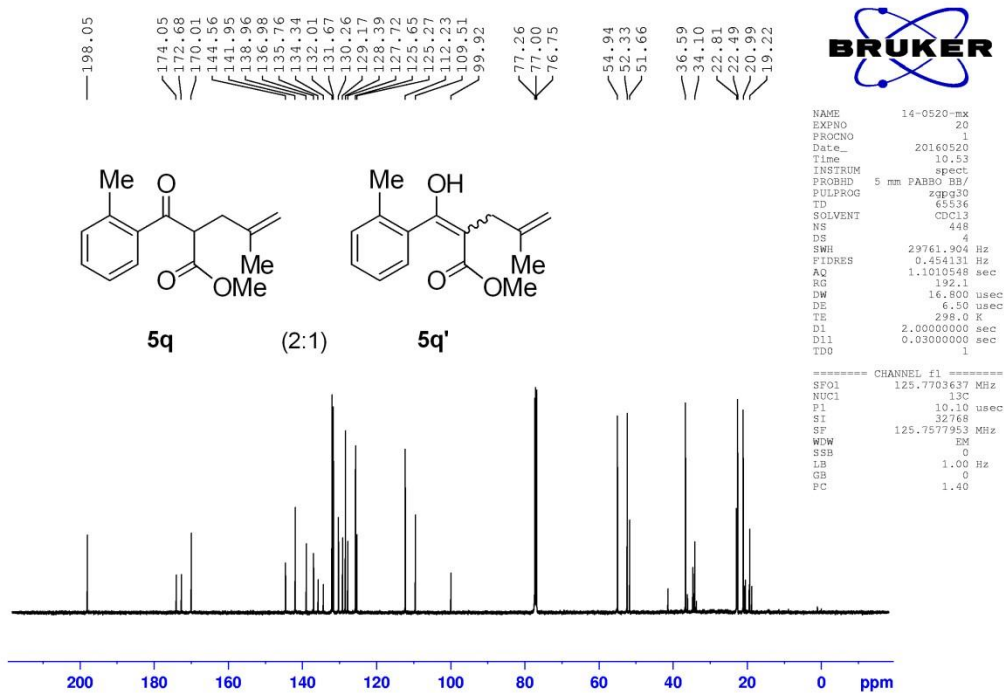 198.05
174.05
172.68
170.01
144.56
141.95
138.96
136.98
135.76
134.34
132.01
131.67
130.26
129.17
128.39
127.72
125.65
125.27
112.23
109.51
99.92
77.26
77.00
76.75
54.94
52.33
51.66
36.59
34.10
22.81
22.49
20.99
19.22
BRUKER
NAME 14-0520-mx
EXPNO 20
PROCNO 1
Date_ 20160520
Time 10.53
INSTRUM spect
PROBHD 5 mm PABBO BB/
PULPROG zgpg30
TD 65536
SOLVENT CDCl3
NS 448
DS 4
SWH 29761.904 Hz
FIDRES 0.454131 Hz
AQ 1.1010548 sec
RG 192.1
DW 16.800 usec
DE 6.50 usec
TE 298.0 K
D1 2.00000000 sec
D11 0.03000000 sec
TD0 1
======== CHANNEL f1 ========
SFO1 125.7703637 MHz
NUC1 13C
P1 10.10 usec
SI 32768
SF 125.7577953 MHz
WDW EM
SSB 0
LB 1.00 Hz
GB 0
PC 1.40
Me O
O OMe Me
5q
(2:1)
Me OH
O OMe Me
5q'
200 180 160 140 120 100 80 60 40 20 0 ppm